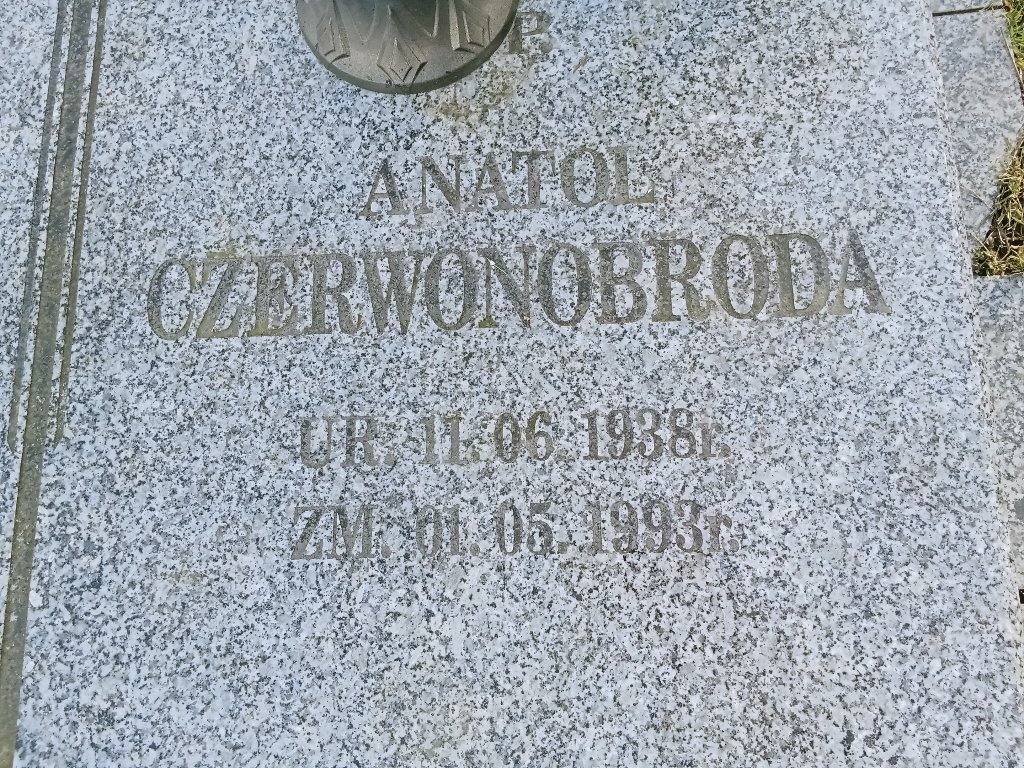 ANATOL
CZERWONOBRODA
UR. 11. 06. 1938r.
ZM. 01. 05. 1993r.